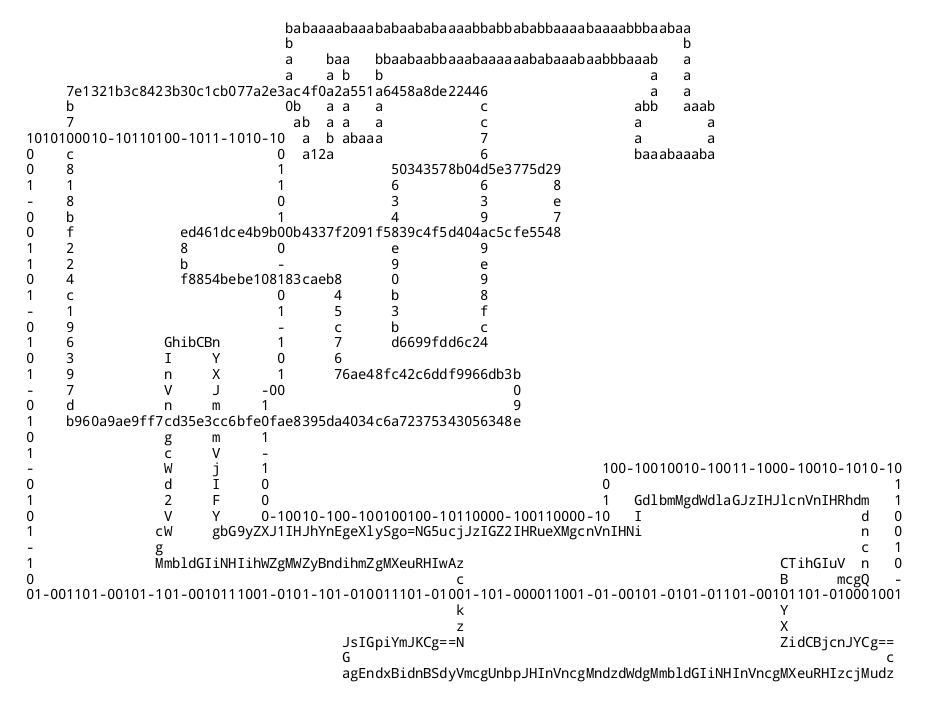 babaaaabaaababaababaaaabbabbababbaaaabaaaabbbaabaa
b a
a baa bbaabaabbaaabaaaaaababaaabaabbbaaab a
a a b b a a
7e1321b3c8423b30c1cb077a2e3ac4f0a2a551a6458a8de22446 a a
b 0b a a a c abb aaab
7 ab a a a c a a
1010100010-10110100-1011-1010-10 a b abaaa 7 a a
0 c 0 a12a 6 baaabaaaba
0 8 1 50343578b04d5e3775d29
1 1 1 6 6 8
- 8 0 3 3 e
0 b 1 4 9 7
0 f ed461dce4b9b00b4337f2091f5839c4f5d404ac5cfe5548
1 2 8 0 e 9
1 2 b - 9 e
0 4 f8854bebe108183caeb8 0 9
1 c 0 4 b 8
- 1 1 5 3 f
0 9 - c b c
1 6 GhibCBn 1 7 d6699fdd6c24
0 3 I Y 0 6
1 9 n X 1 76ae48fc42c6ddf9966db3b
- 7 V J -00 0
0 d n m 1 9
1 b960a9ae9ff7cd35e3cc6bfe0fae8395da4034c6a72375343056348e
0 g m 1
1 c V -
- W j 1 100-10010010-10011-1000-10010-1010-10
0 d I 0 0 1
1 2 F 0 1 GdlbmMgdWdlaGJzIHJlcnVnIHRhdm 1
0 V Y 0-10010-100-100100100-10110000-100110000-10 I d 0
1 cW gbG9yZXJ1IHJhYnEgeXlySgo=NG5ucjJzIGZ2IHRueXMgcnVnIHNi n 0
- g c 1
1 MmbldGIiNHIihWZgMWZyBndihmZgMXeuRHIwAz CTihGIuV n 0
0 c B mcgQ -
01-001101-00101-101-0010111001-0101-101-010011101-01001-101-000011001-01-00101-0101-01101-00101101-010001001
k Y
z X
JsIGpiYmJKCg==N ZidCBjcnJYCg==
G c
agEndxBidnBSdyVmcgUnbpJHInVncgMndzdWdgMmbldGIiNHInVncgMXeuRHIzcjMudz